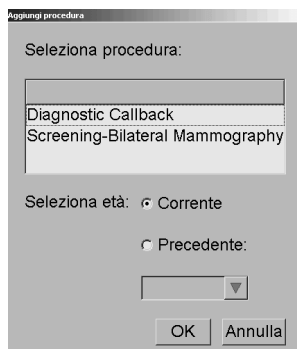 Aggiungi procedura
Seleziona procedura:
Diagnostic Callback
Screening-Bilateral Mammography
Seleziona età: Corrente
Precedente:
OK Annulla